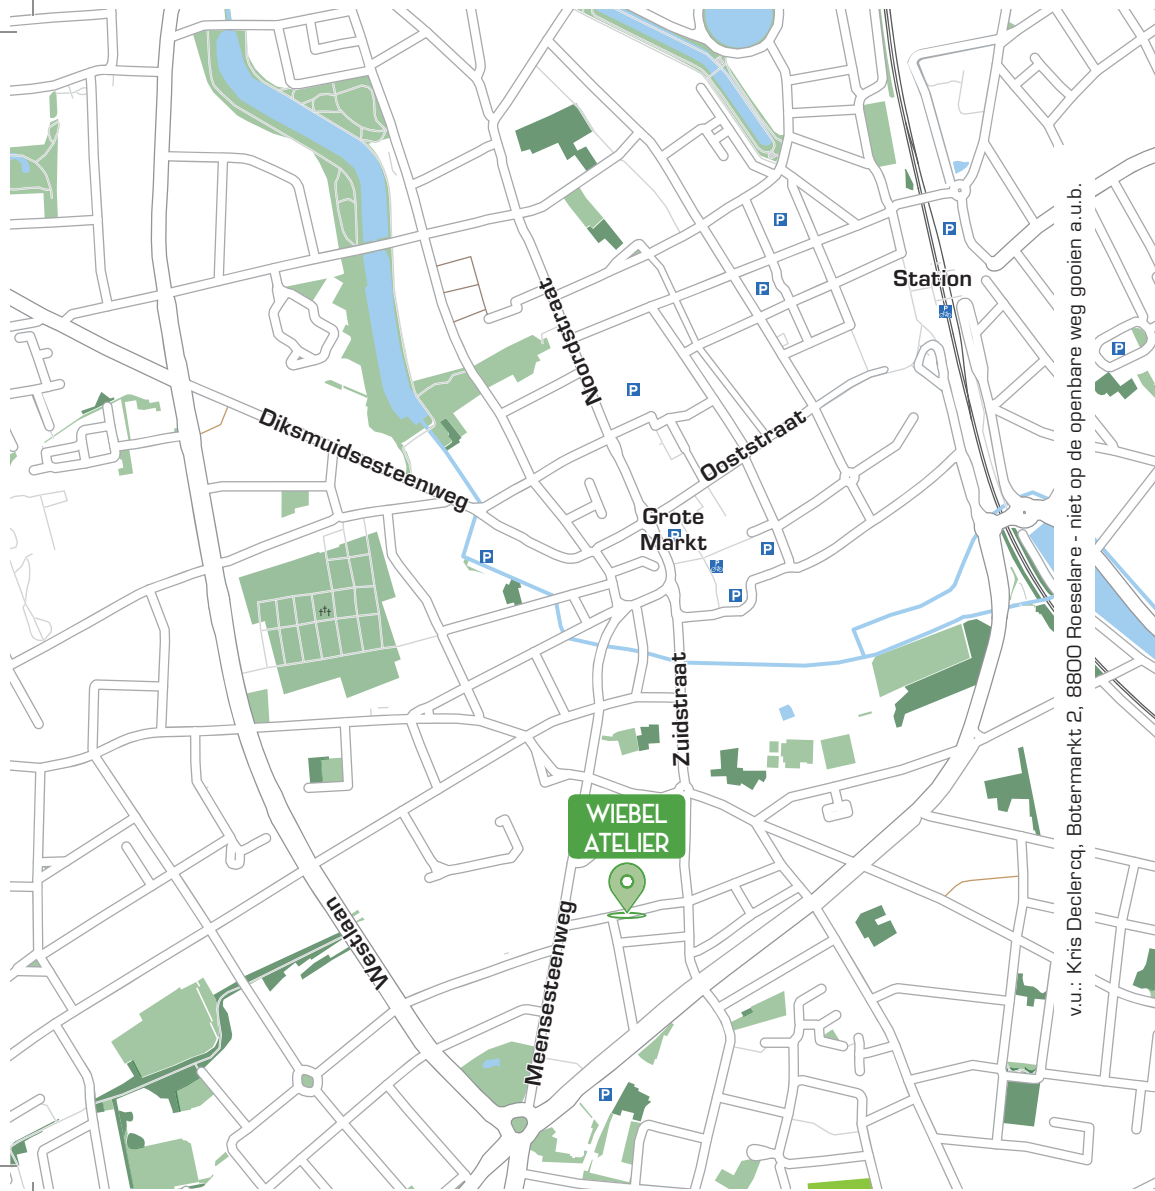 P
P
Station
P
P
Noordstraat
P
P
Diksmuidsesteenweg
Ooststraat
Grote
Markt
P
P
P
P
P
Zuidstraat
WIEBEL
ATELIER
Westlaan
Meensesteenweg
P
v.u.: Kris Declercq, Botermarkt 2, 8800 Roeselare - niet op de openbare weg gooien a.u.b.